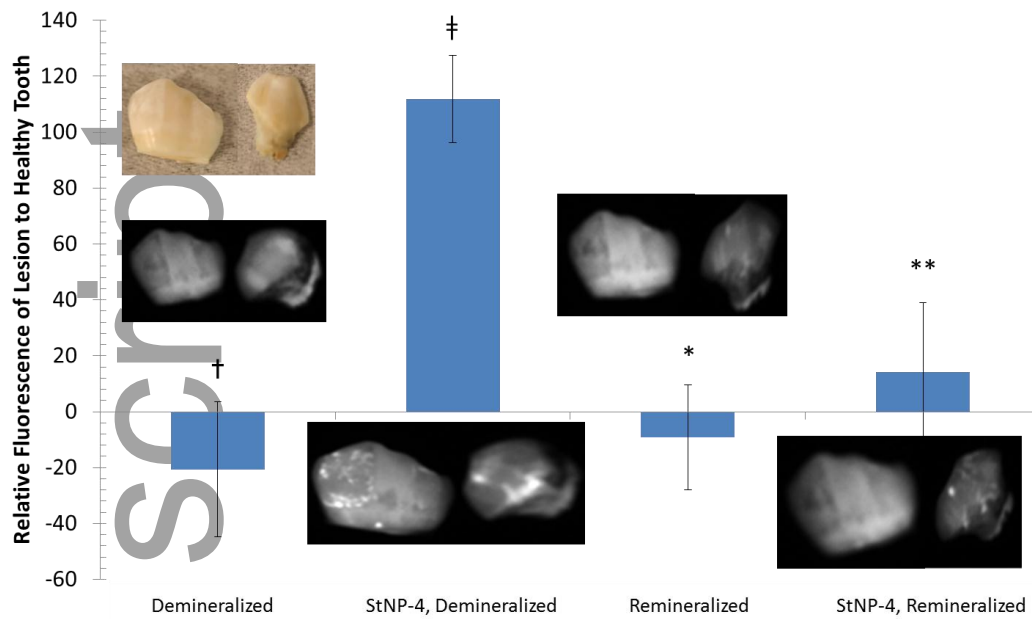 140
120
100
80
60
40
20
0
-20
-40
-60
Relative Fluorescence of Lesion to Healthy Tooth
†
‡
*
**
Demineralized
StNP-4, Demineralized
Remineralized
StNP-4, Remineralized
script